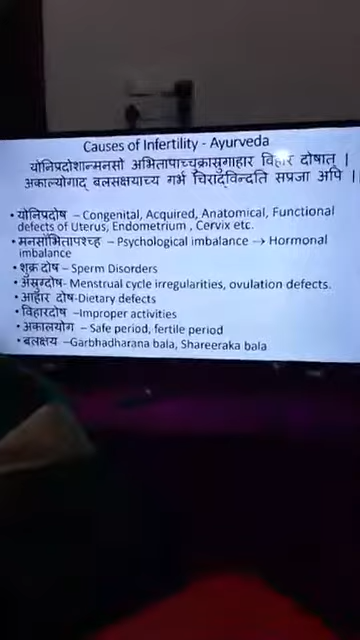 Causes of Infertility - Ayurveda
योनिप्रदोशान्मनसो अभितापाच्चुक्रास्रुगाहार विहार दोषात् |
अकाल्योगाद् बलसक्षयाच्य गर्भ चिराद्विन्दति सप्रजा अपि ||
• योनिप्रदोष – Congenital, Acquired, Anatomical, Functional
defects of Uterus, Endometrium , Cervix etc.
• मनसोभितापश्च्ह – Psychological imbalance → Hormonal
imbalance
• शुक्र दोष – Sperm Disorders
• अस्रुग्दोष- Menstrual cycle irregularities, ovulation defects.
• आहार दोष-Dietary defects
• विहारदोष –Improper activities
• अकालयोग – Safe period, fertile period
• बलक्षय –Garbhadharana bala, Shareeraka bala